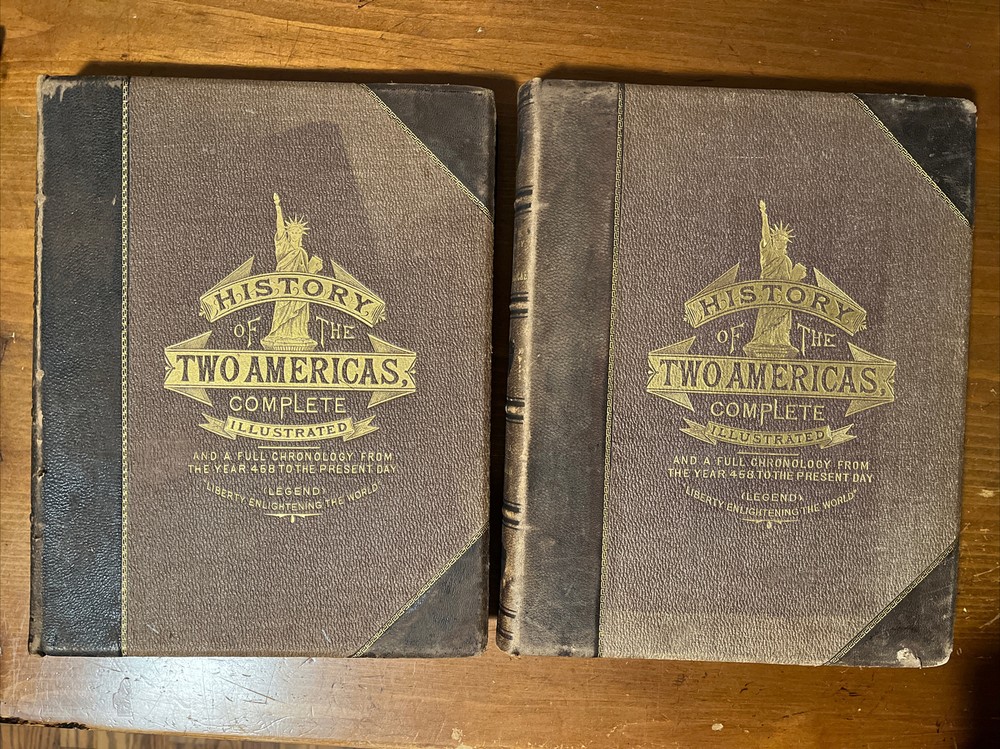 HISTORY
OF THE
TWO AMERICAS,
COMPLETE
ILLUSTRATED
AND A FULL CHRONOLOGY FROM
THE YEAR 458 TO THE PRESENT DAY
(LEGEND)
"LIBERTY ENLIGHTENING THE WORLD"
HISTORY
OF THE
TWO AMERICAS,
COMPLETE
ILLUSTRATED
AND A FULL CHRONOLOGY FROM
THE YEAR 458 TO THE PRESENT DAY
(LEGEND)
"LIBERTY ENLIGHTENING THE WORLD"